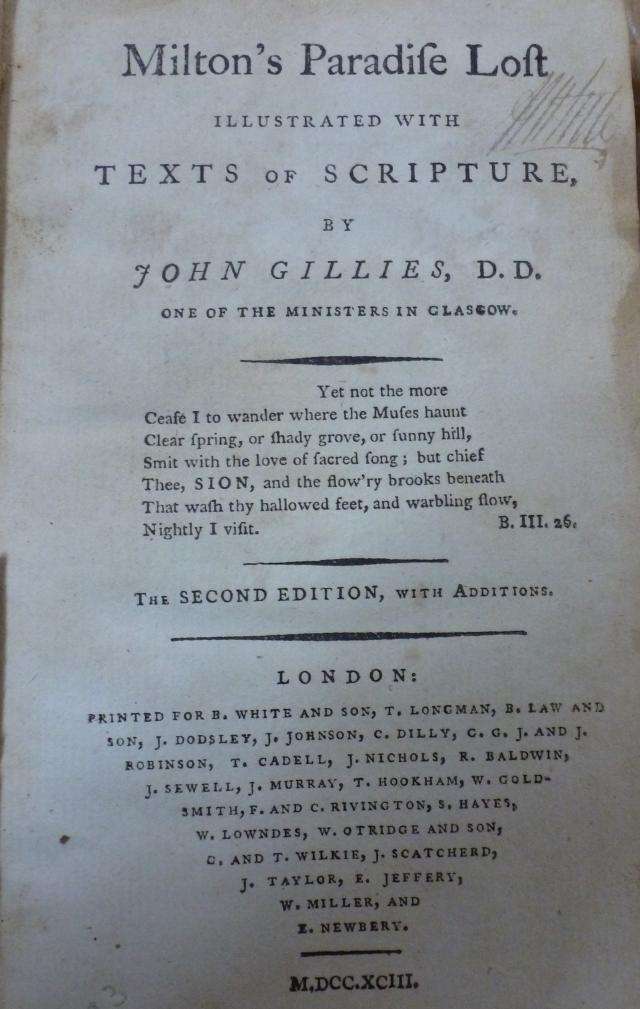 Milton's Paradiſe Loſt
ILLUSTRATED WITH
TEXTS OF SCRIPTURE,
BY
JOHN GILLIES, D. D.
ONE OF THE MINISTERS IN GLASGOW.
Yet not the more
Ceaſe I to wander where the Muſes haunt
Clear ſpring, or ſhady grove, or ſunny hill,
Smit with the love of ſacred ſong; but chief
Thee, SION, and the flow'ry brooks beneath
That waſh thy hallowed feet, and warbling flow,
Nightly I viſit.
B. III. 26.
THE SECOND EDITION, WITH ADDITIONS.
LONDON:
PRINTED FOR B. WHITE AND SON, T. LONGMAN, B. LAW AND
SON, J. DODSLEY, J. JOHNSON, C. DILLY, G. G. J. AND J.
ROBINSON, T. CADELL, J. NICHOLS, R. BALDWIN,
J. SEWELL, J. MURRAY, T. HOOKHAM, W. GOLD-
SMITH, F. AND C. RIVINGTON, S. HAYES,
W. LOWNDES, W. OTRIDGE AND SON,
G. AND T. WILKIE, J. SCATCHERD,
J. TAYLOR, E. JEFFERY,
W. MILLER, AND
E. NEWBERY.
M,DCC.XCIII.